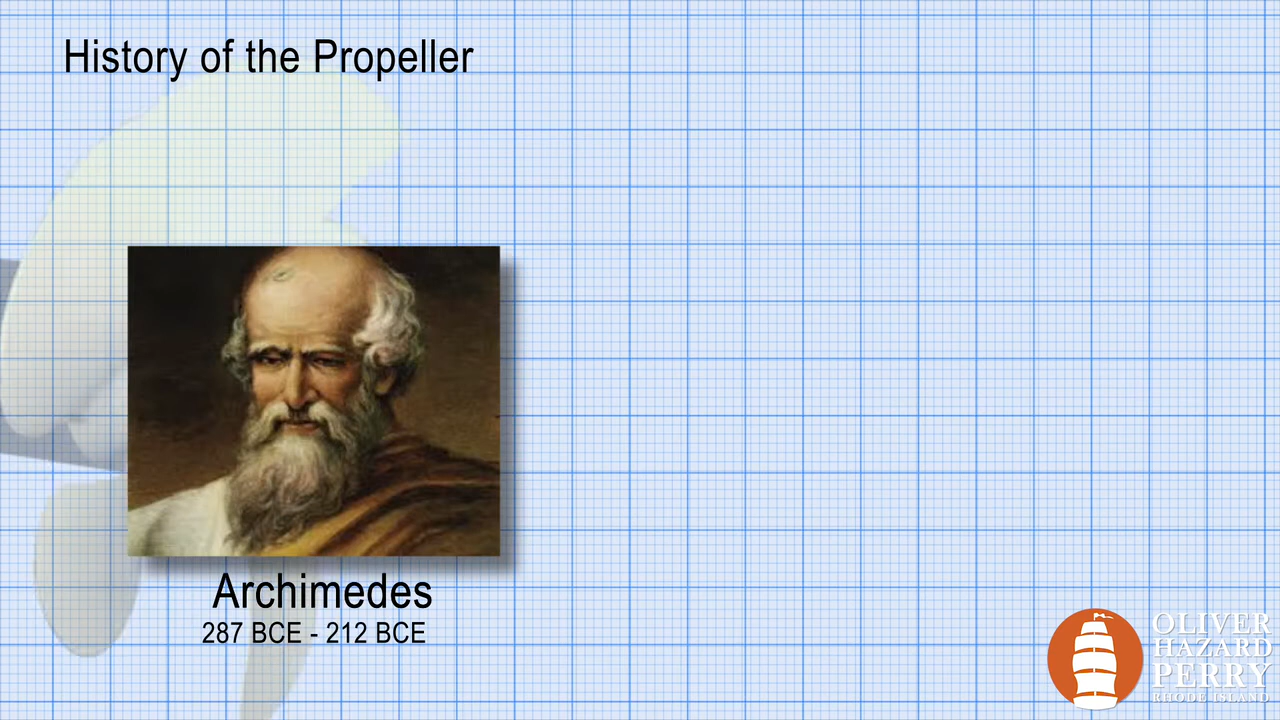 History of the Propeller
Archimedes
287 BCE - 212 BCE
OLIVER
HAZARD
PERRY
RHODE ISLAND